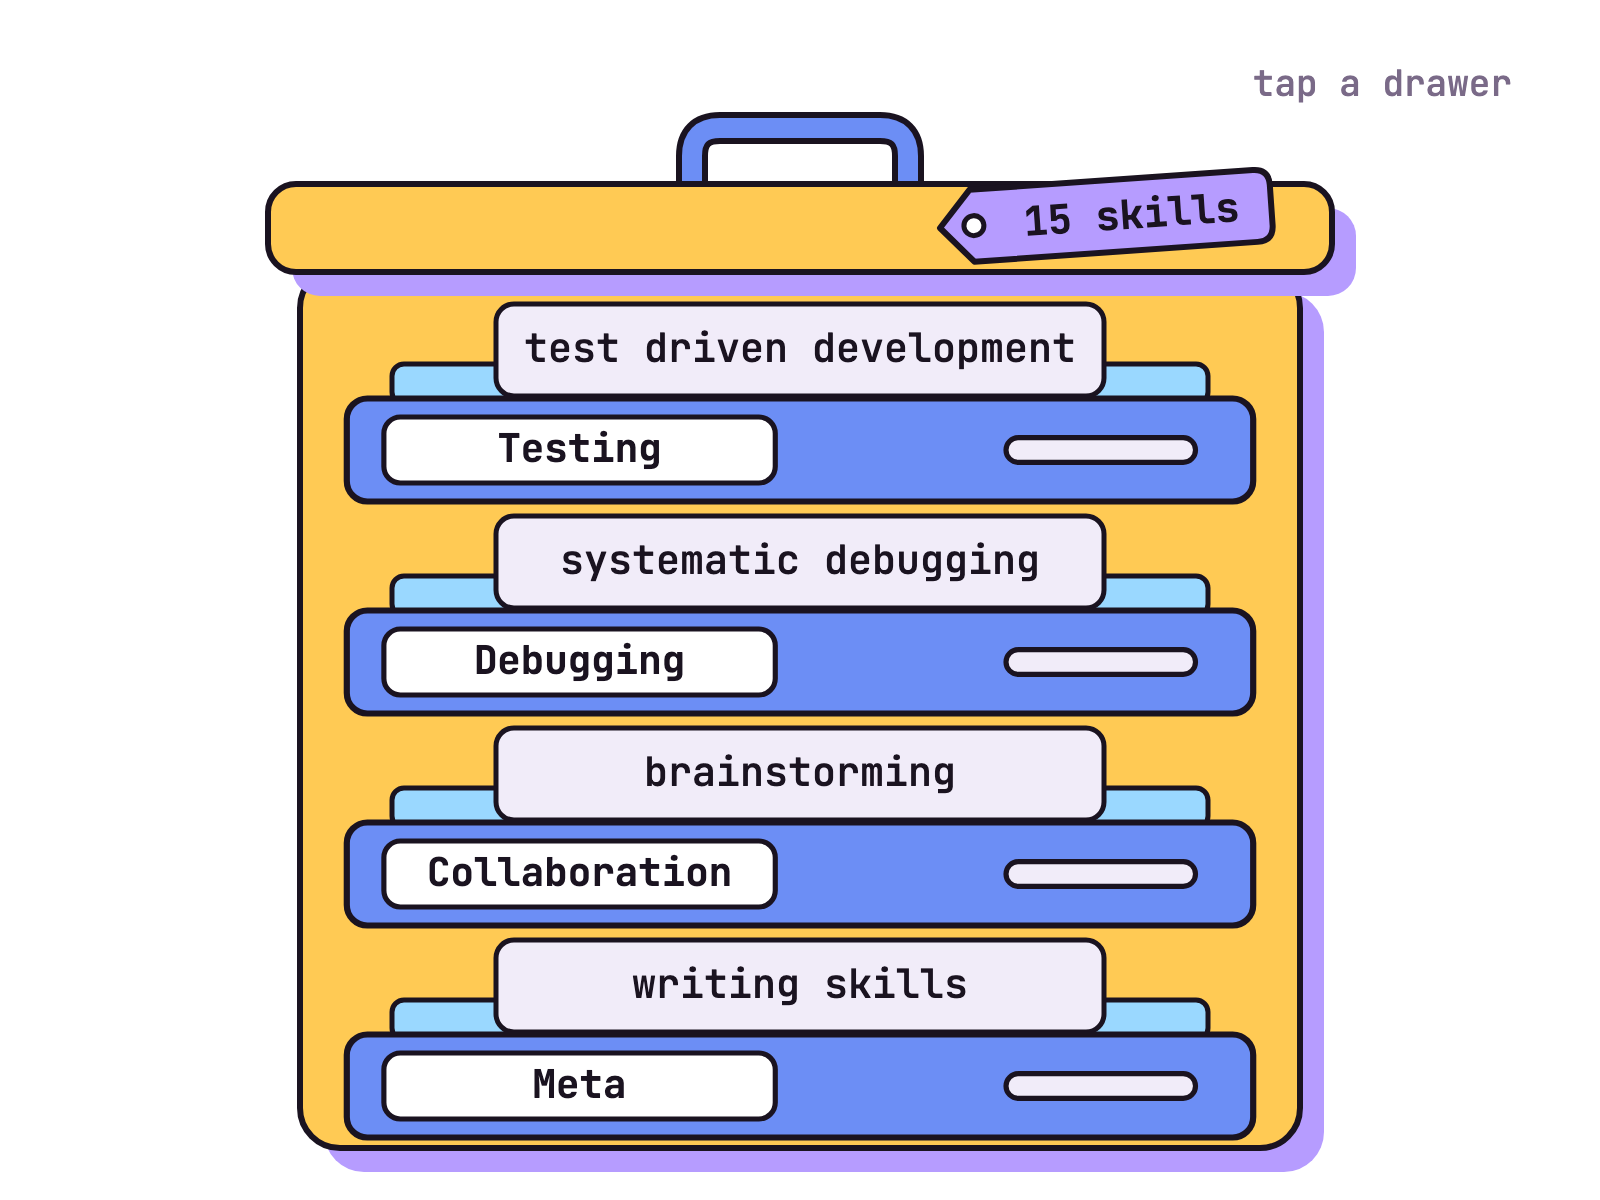 tap a drawer
15 skills
test driven development
Testing
systematic debugging
Debugging
brainstorming
Collaboration
writing skills
Meta